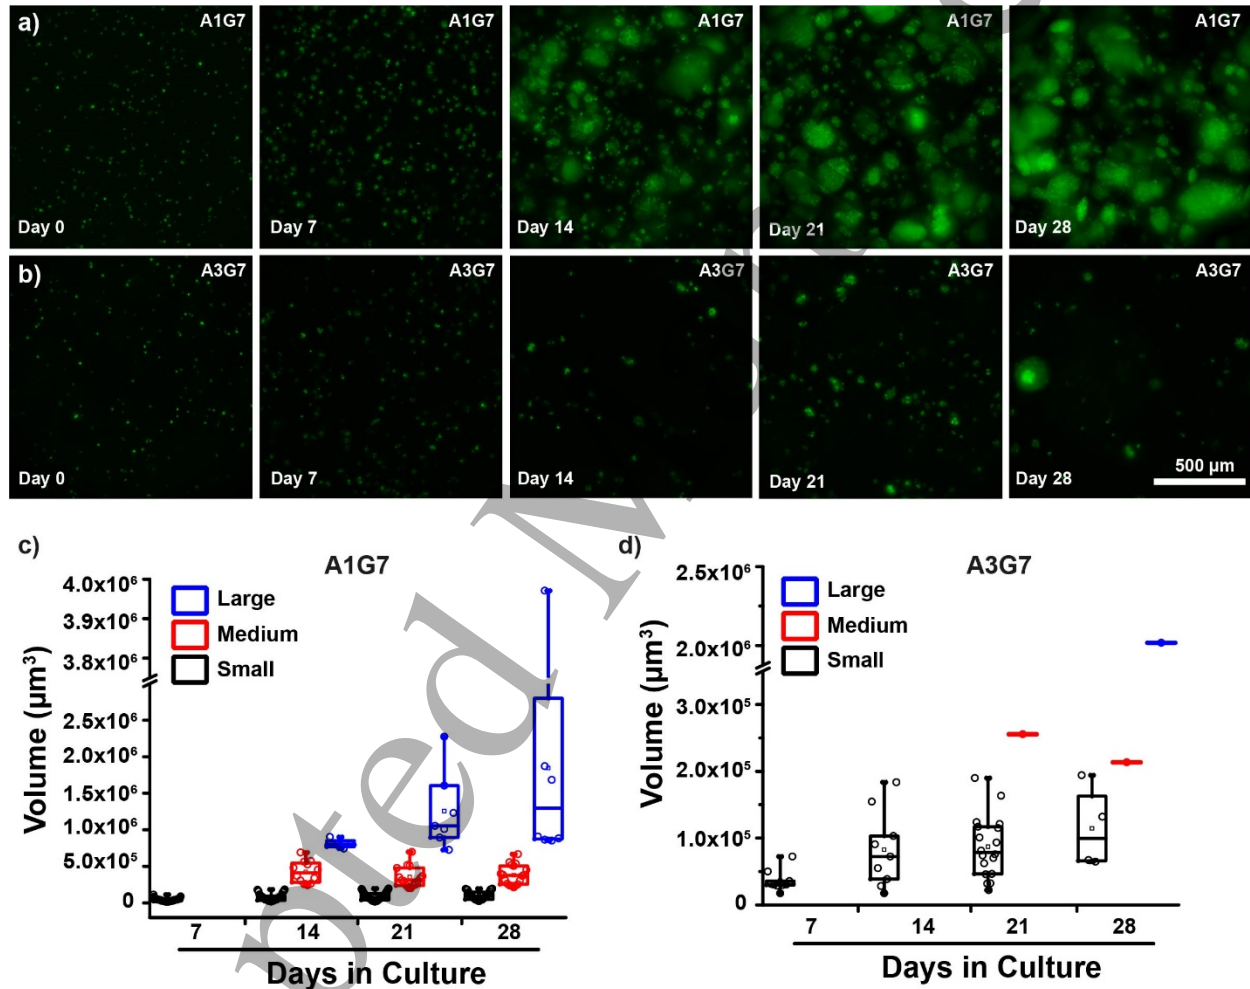 a)
A1G7
A1G7
A1G7
A1G7
A1G7
Day 0
Day 7
Day 14
Day 21
Day 28
b)
A3G7
A3G7
A3G7
A3G7
A3G7
Day 0
Day 7
Day 14
Day 21
Day 28
500 µm
c)
A1G7
Large
Medium
Small
4.0x10⁶
3.9x10⁶
3.8x10⁶
2.5x10⁶
2.0x10⁶
1.5x10⁶
1.0x10⁶
5.0x10⁵
0
Volume (µm³)
7 14 21 28
Days in Culture
d)
A3G7
Large
Medium
Small
2.5x10⁶
2.0x10⁶
3.0x10⁵
2.0x10⁵
1.0x10⁵
0
Volume (µm³)
7 14 21 28
Days in Culture
pted M